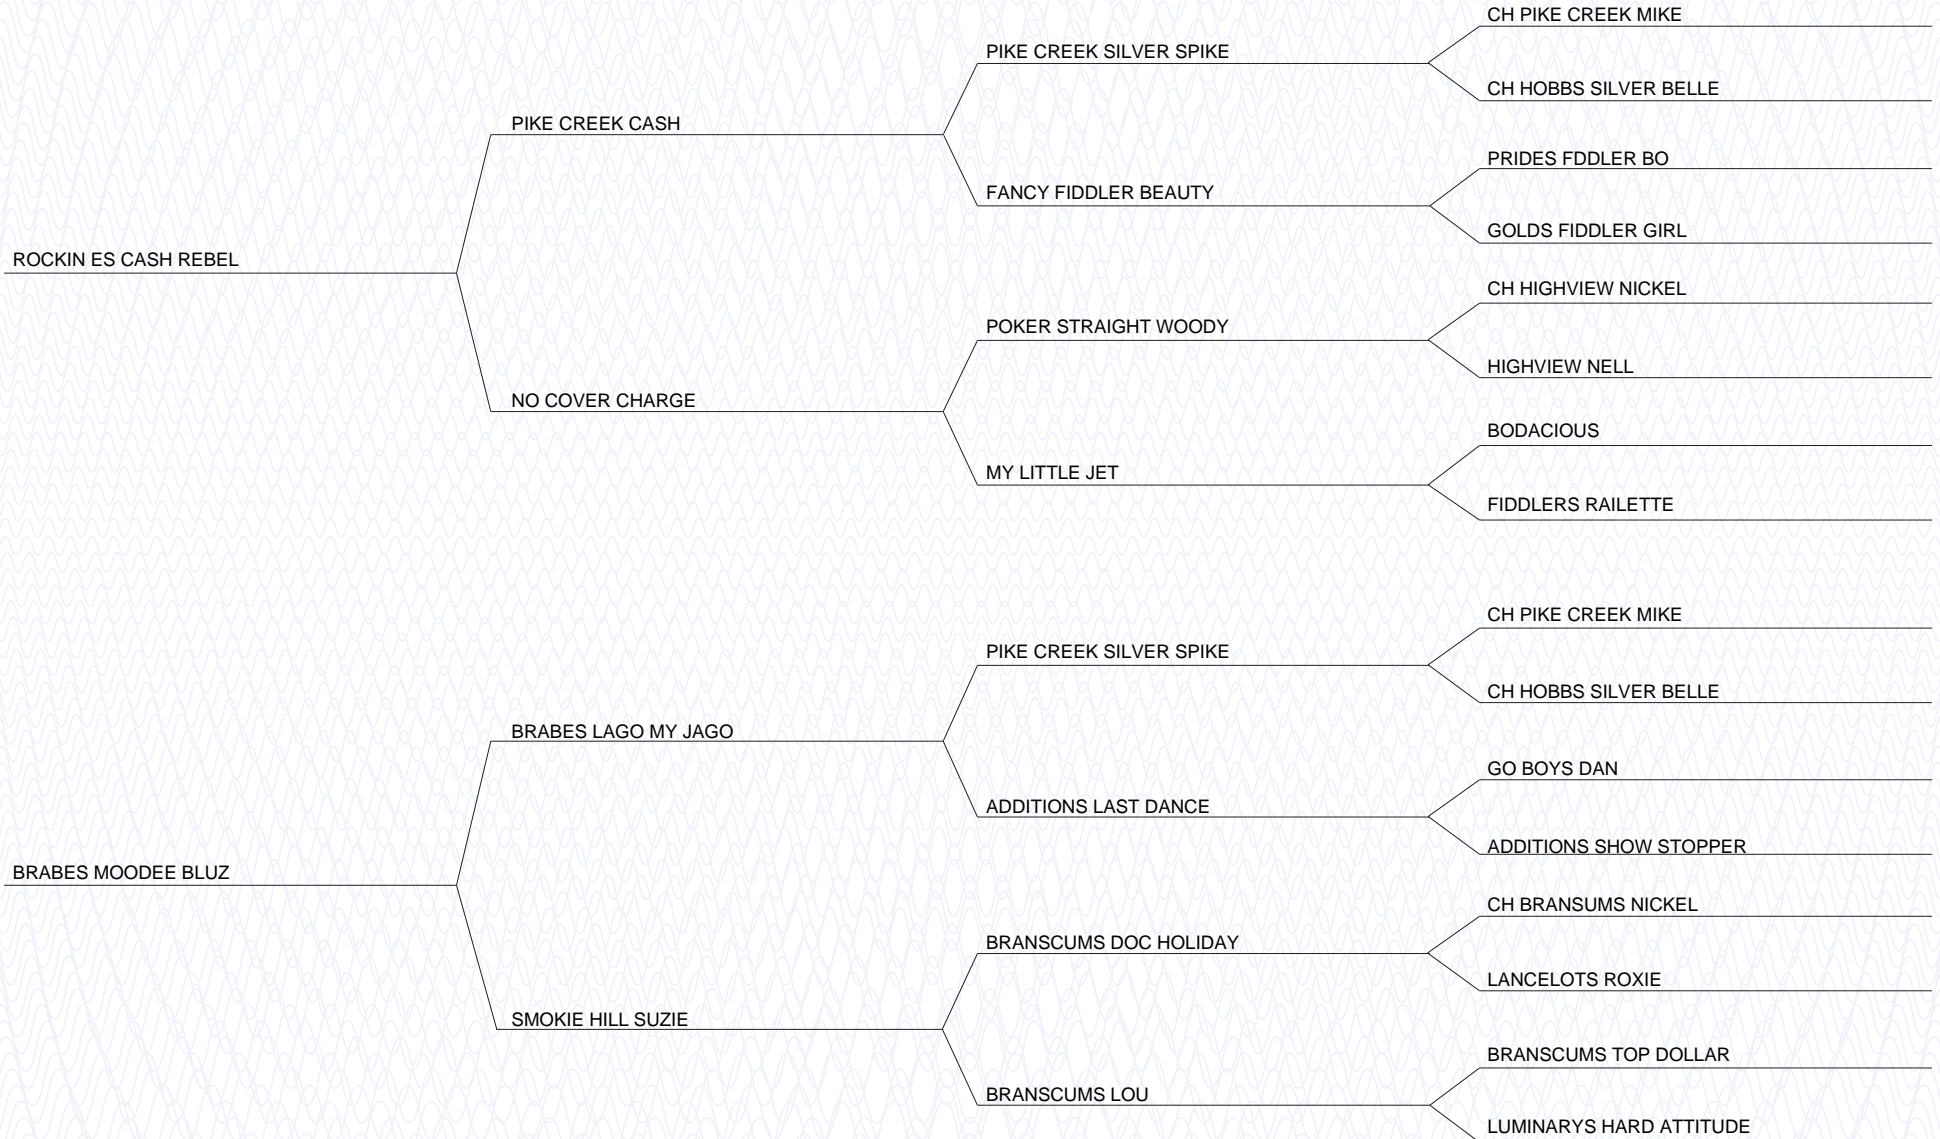 CH PIKE CREEK MIKE
PIKE CREEK SILVER SPIKE
CH HOBBS SILVER BELLE
PIKE CREEK CASH
PRIDES FDDLER BO
FANCY FIDDLER BEAUTY
GOLDS FIDDLER GIRL
ROCKIN ES CASH REBEL
CH HIGHVIEW NICKEL
POKER STRAIGHT WOODY
HIGHVIEW NELL
NO COVER CHARGE
BODACIOUS
MY LITTLE JET
FIDDLERS RAILETTE
CH PIKE CREEK MIKE
PIKE CREEK SILVER SPIKE
CH HOBBS SILVER BELLE
BRABES LAGO MY JAGO
GO BOYS DAN
ADDITIONS LAST DANCE
ADDITIONS SHOW STOPPER
BRABES MOODEE BLUZ
CH BRANSUMS NICKEL
BRANSCUMS DOC HOLIDAY
LANCELOTS ROXIE
SMOKIE HILL SUZIE
BRANSCUMS TOP DOLLAR
BRANSCUMS LOU
LUMINARYS HARD ATTITUDE